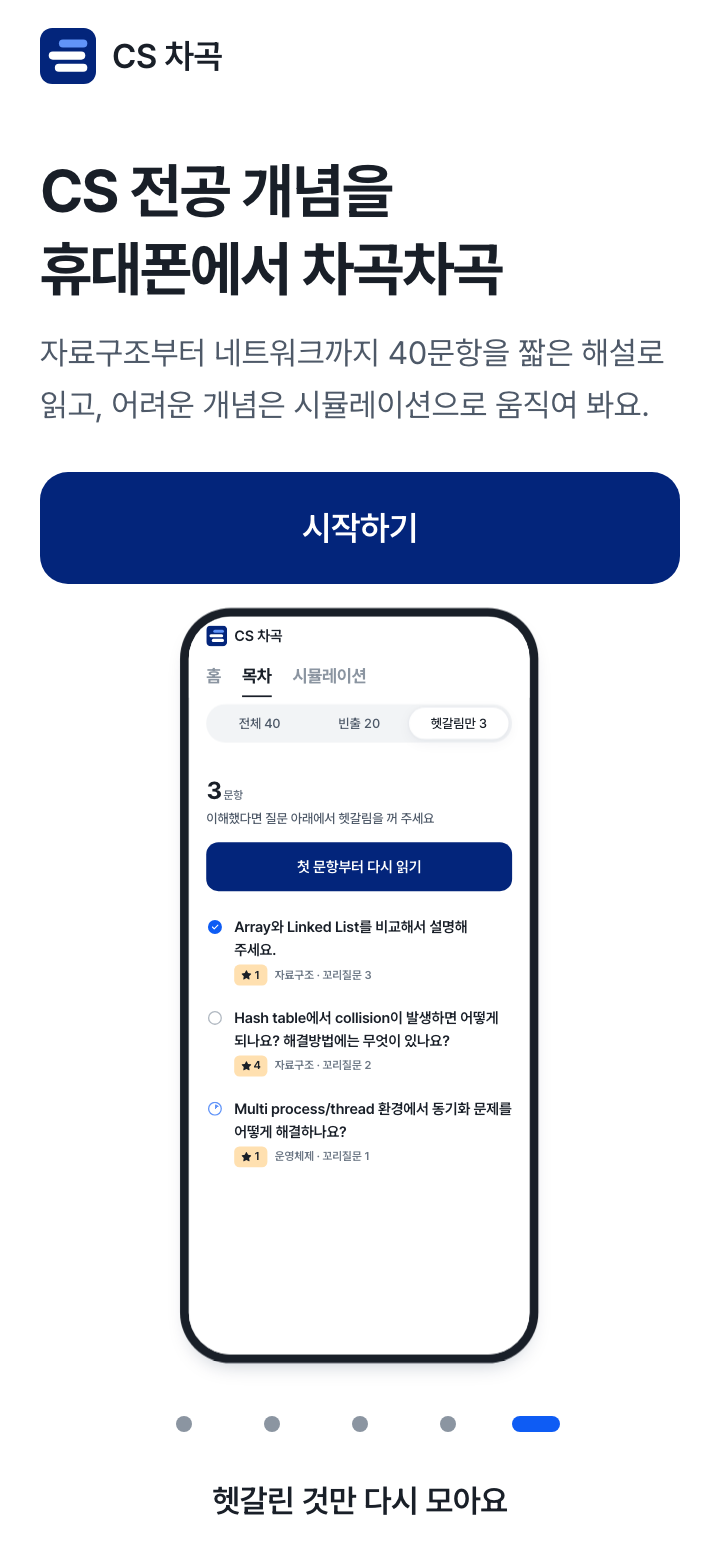 CS 차곡
CS 전공 개념을
휴대폰에서 차곡차곡
자료구조부터 네트워크까지 40문항을 짧은 해설로
읽고, 어려운 개념은 시뮬레이션으로 움직여 봐요.
시작하기
CS 차곡
홈 목차 시뮬레이션
전체 40 빈출 20 헷갈림만 3
3문항
이해했다면 질문 아래에서 헷갈림을 꺼 주세요
첫 문항부터 다시 읽기
Array와 Linked List를 비교해서 설명해
주세요.
★ 1 자료구조 · 꼬리질문 3
Hash table에서 collision이 발생하면 어떻게
되나요? 해결방법에는 무엇이 있나요?
★ 4 자료구조 · 꼬리질문 2
Multi process/thread 환경에서 동기화 문제를
어떻게 해결하나요?
★ 1 운영체제 · 꼬리질문 1
헷갈린 것만 다시 모아요